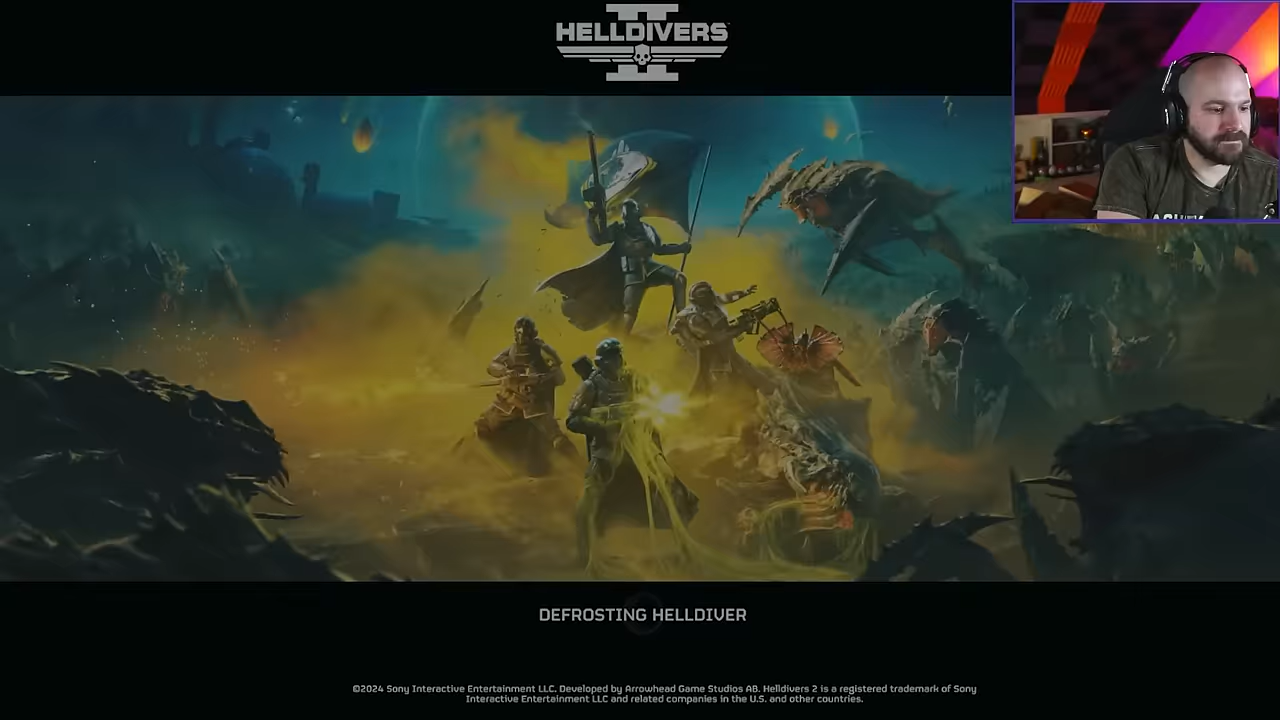 HELLDIVERS
II
DEFROSTING HELLDIVER
©2024 Sony Interactive Entertainment LLC. Developed by Arrowhead Game Studios AB. Helldivers 2 is a registered trademark of Sony
Interactive Entertainment LLC and related companies in the U.S. and other countries.